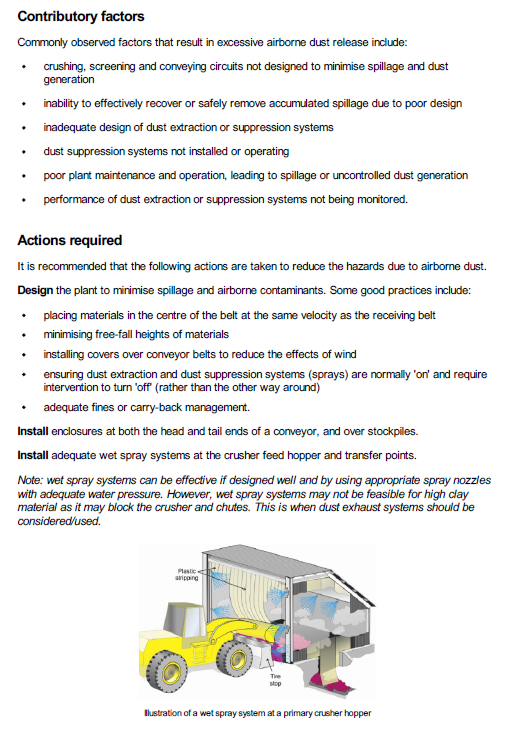 Contributory factors
Commonly observed factors that result in excessive airborne dust release include:
• crushing, screening and conveying circuits not designed to minimise spillage and dust
generation
• inability to effectively recover or safely remove accumulated spillage due to poor design
• inadequate design of dust extraction or suppression systems
• dust suppression systems not installed or operating
• poor plant maintenance and operation, leading to spillage or uncontrolled dust generation
• performance of dust extraction or suppression systems not being monitored.
Actions required
It is recommended that the following actions are taken to reduce the hazards due to airborne dust.
Design the plant to minimise spillage and airborne contaminants. Some good practices include:
• placing materials in the centre of the belt at the same velocity as the receiving belt
• minimising free-fall heights of materials
• installing covers over conveyor belts to reduce the effects of wind
• ensuring dust extraction and dust suppression systems (sprays) are normally 'on' and require
intervention to turn 'off' (rather than the other way around)
• adequate fines or carry-back management.
Install enclosures at both the head and tail ends of a conveyor, and over stockpiles.
Install adequate wet spray systems at the crusher feed hopper and transfer points.
Note: wet spray systems can be effective if designed well and by using appropriate spray nozzles
with adequate water pressure. However, wet spray systems may not be feasible for high clay
material as it may block the crusher and chutes. This is when dust exhaust systems should be
considered/used.
Plastic
stripping
Tire
stop
Illustration of a wet spray system at a primary crusher hopper